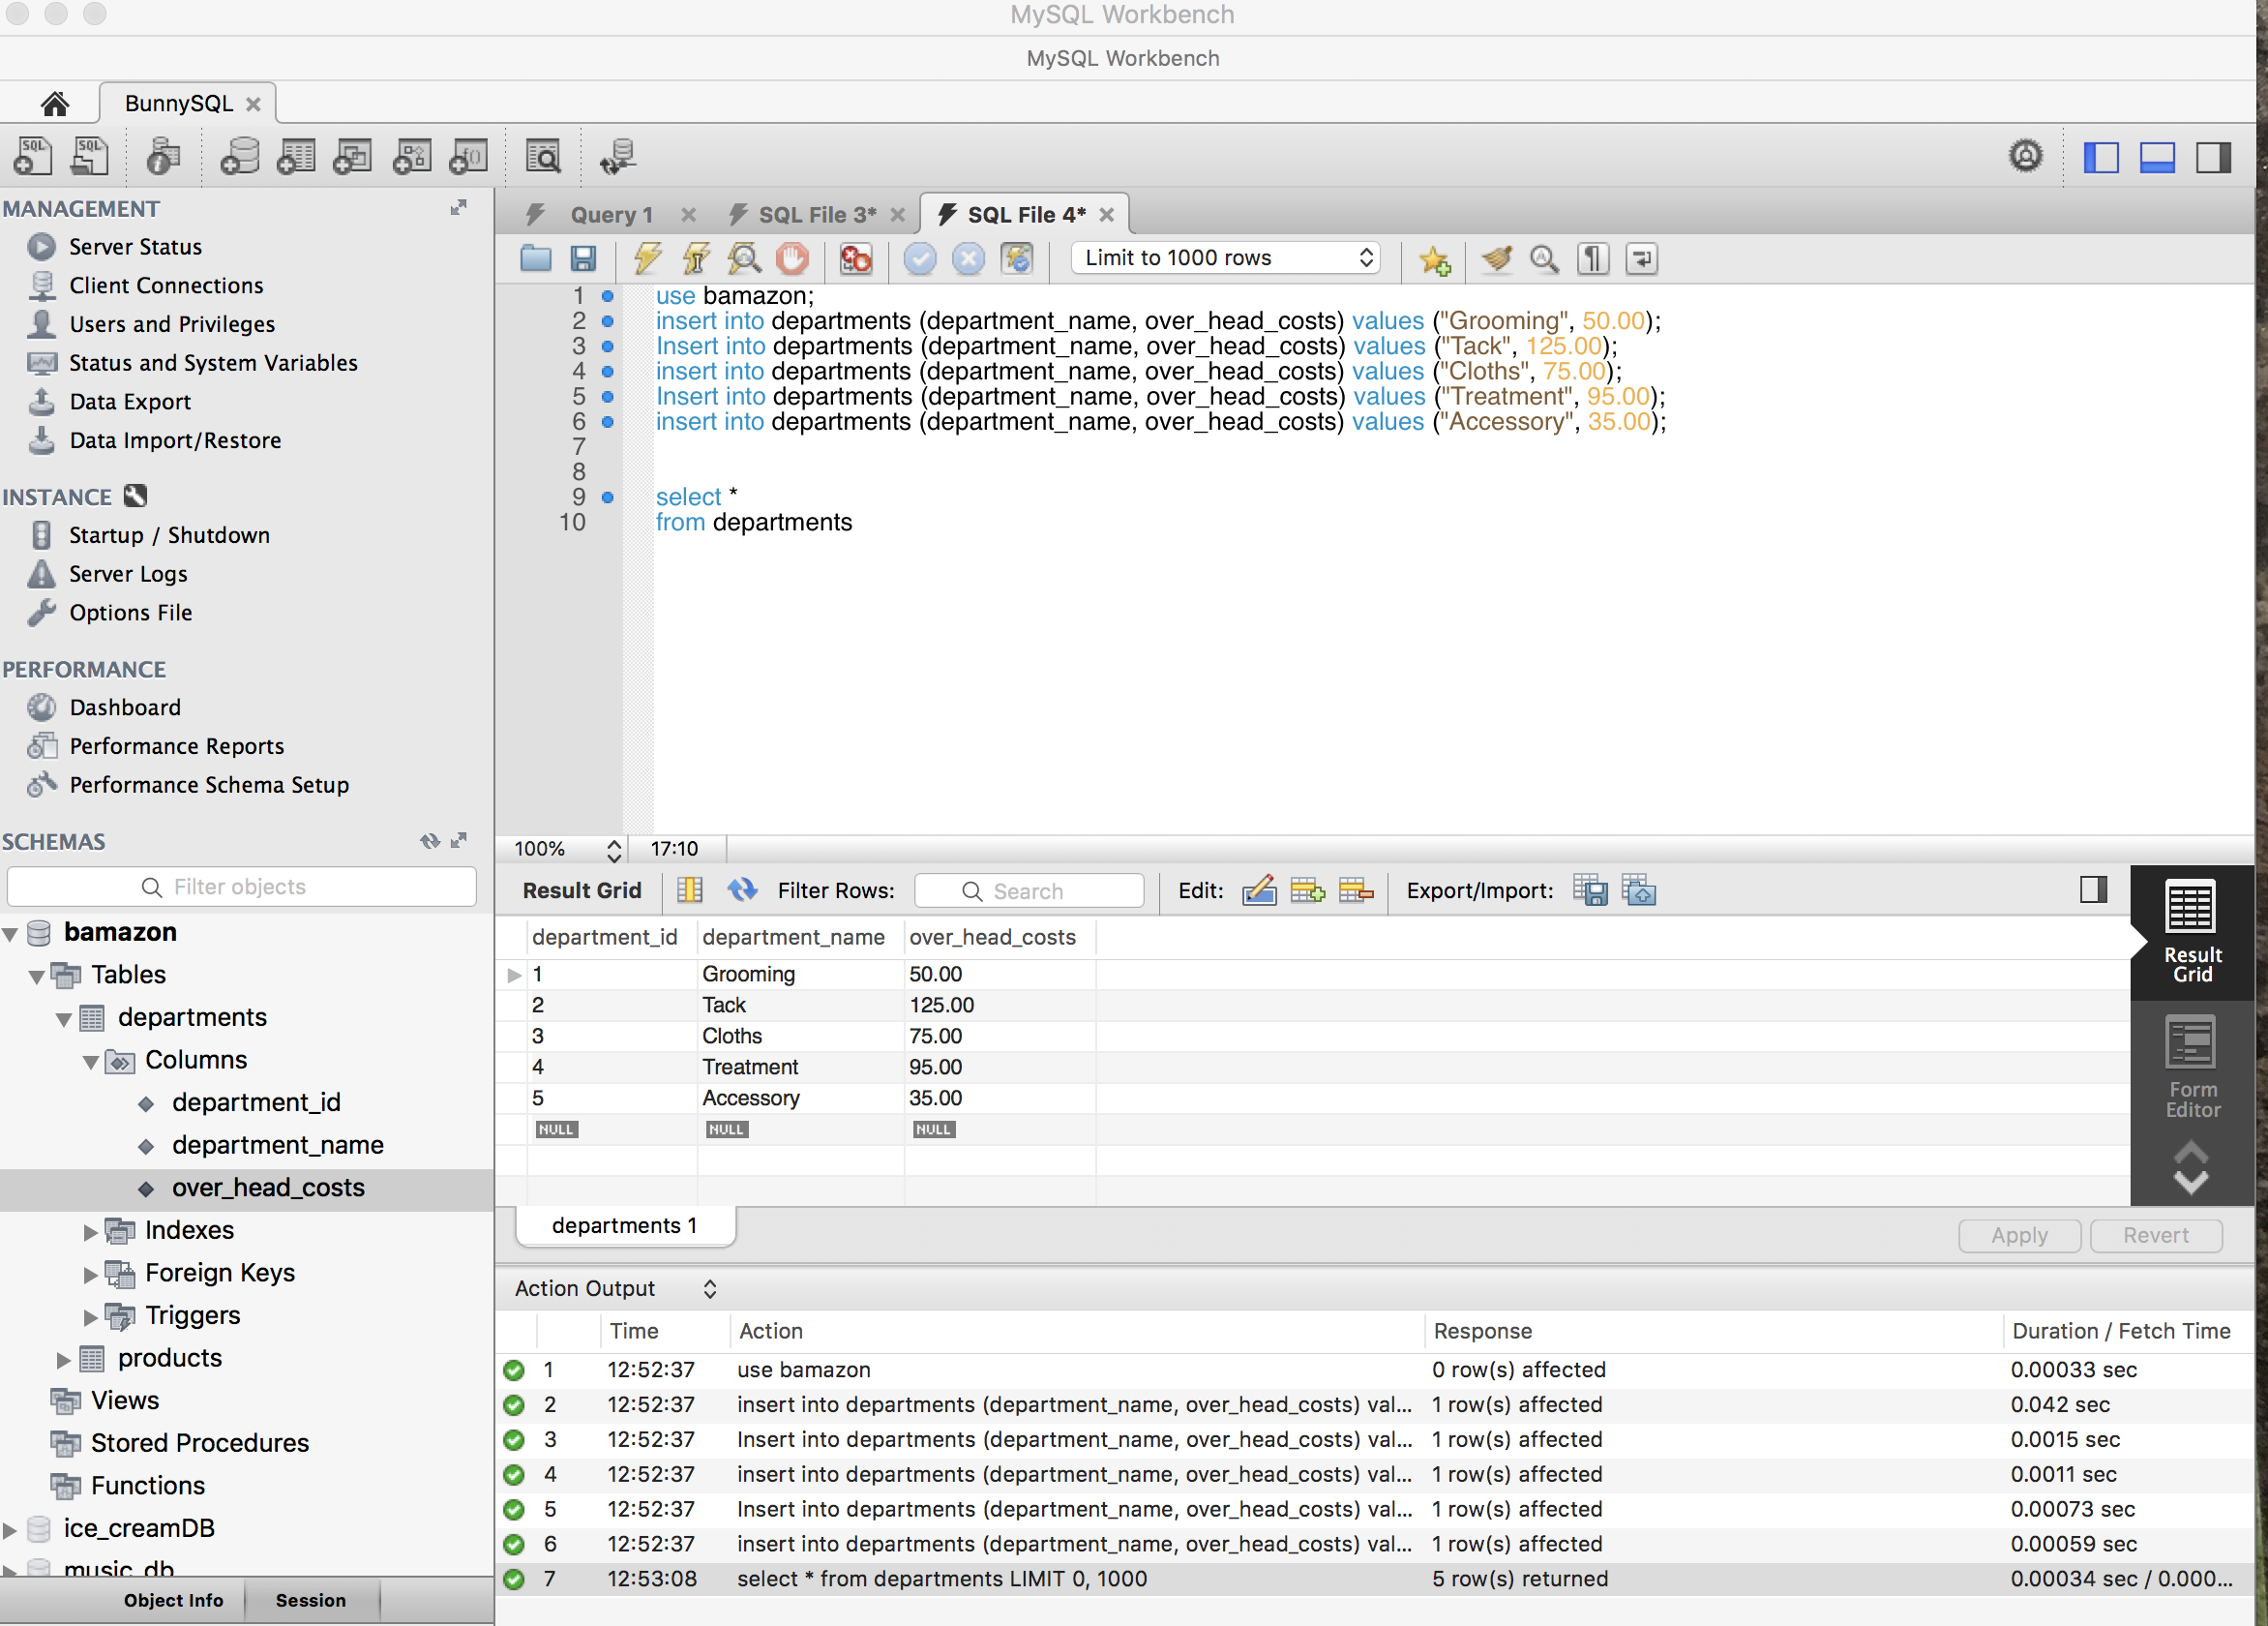 MySQL Workbench
MySQL Workbench
BunnySQL
SQL
SQL
MANAGEMENT
Server Status
Client Connections
Users and Privileges
Status and System Variables
Data Export
Data Import/Restore
INSTANCE
Startup / Shutdown
Server Logs
Options File
PERFORMANCE
Dashboard
Performance Reports
Performance Schema Setup
SCHEMAS
Filter objects
bamazon
Tables
departments
Columns
department_id
department_name
over_head_costs
Indexes
Foreign Keys
Triggers
products
Views
Stored Procedures
Functions
ice_creamDB
music_db
Object Info Session
Query 1 SQL File 3* SQL File 4*
Limit to 1000 rows
1 use bamazon;
2 insert into departments (department_name, over_head_costs) values ("Grooming", 50.00);
3 Insert into departments (department_name, over_head_costs) values ("Tack", 125.00);
4 insert into departments (department_name, over_head_costs) values ("Cloths", 75.00);
5 Insert into departments (department_name, over_head_costs) values ("Treatment", 95.00);
6 insert into departments (department_name, over_head_costs) values ("Accessory", 35.00);
7
8
9 select *
10 from departments
100% 17:10
Result Grid Filter Rows: Search Edit: Export/Import:
department_id department_name over_head_costs
1 Grooming 50.00
2 Tack 125.00
3 Cloths 75.00
4 Treatment 95.00
5 Accessory 35.00
NULL NULL NULL
Result
Grid
Form
Editor
departments 1
Apply Revert
Action Output
Time Action Response Duration / Fetch Time
1 12:52:37 use bamazon 0 row(s) affected 0.00033 sec
2 12:52:37 insert into departments (department_name, over_head_costs) val... 1 row(s) affected 0.042 sec
3 12:52:37 Insert into departments (department_name, over_head_costs) val... 1 row(s) affected 0.0015 sec
4 12:52:37 insert into departments (department_name, over_head_costs) val... 1 row(s) affected 0.0011 sec
5 12:52:37 Insert into departments (department_name, over_head_costs) val... 1 row(s) affected 0.00073 sec
6 12:52:37 insert into departments (department_name, over_head_costs) val... 1 row(s) affected 0.00059 sec
7 12:53:08 select * from departments LIMIT 0, 1000 5 row(s) returned 0.00034 sec / 0.000...